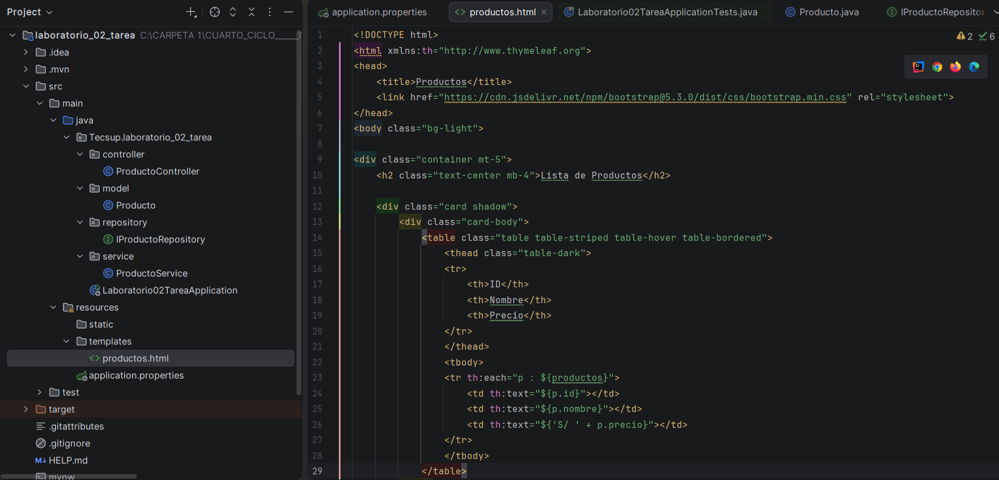 Project
laboratorio_02_tarea C:\CARPETA 1\CUARTO_CICLO
.idea
.mvn
src
main
java
Tecsup.laboratorio_02_tarea
controller
ProductoController
model
Producto
repository
IProductoRepository
service
ProductoService
Laboratorio02TareaApplication
resources
static
templates
productos.html
application.properties
test
target
.gitattributes
.gitignore
HELP.md
mvnw
application.properties
productos.html
Laboratorio02TareaApplicationTests.java
Producto.java
IProductoRepositor
2 6
1 <!DOCTYPE html>
2 <html xmlns:th="http://www.thymeleaf.org">
3 <head>
4 <title>Productos</title>
5 <link href="https://cdn.jsdelivr.net/npm/bootstrap@5.3.0/dist/css/bootstrap.min.css" rel="stylesheet">
6 </head>
7 <body class="bg-light">
8
9 <div class="container mt-5">
10 <h2 class="text-center mb-4">Lista de Productos</h2>
11
12 <div class="card shadow">
13 <div class="card-body">
14 <table class="table table-striped table-hover table-bordered">
15 <thead class="table-dark">
16 <tr>
17 <th>ID</th>
18 <th>Nombre</th>
19 <th>Precio</th>
20 </tr>
21 </thead>
22 <tbody>
23 <tr th:each="p : ${productos}">
24 <td th:text="${p.id}"></td>
25 <td th:text="${p.nombre}"></td>
26 <td th:text="${'S/ ' + p.precio}"></td>
27 </tr>
28 </tbody>
29 </table>